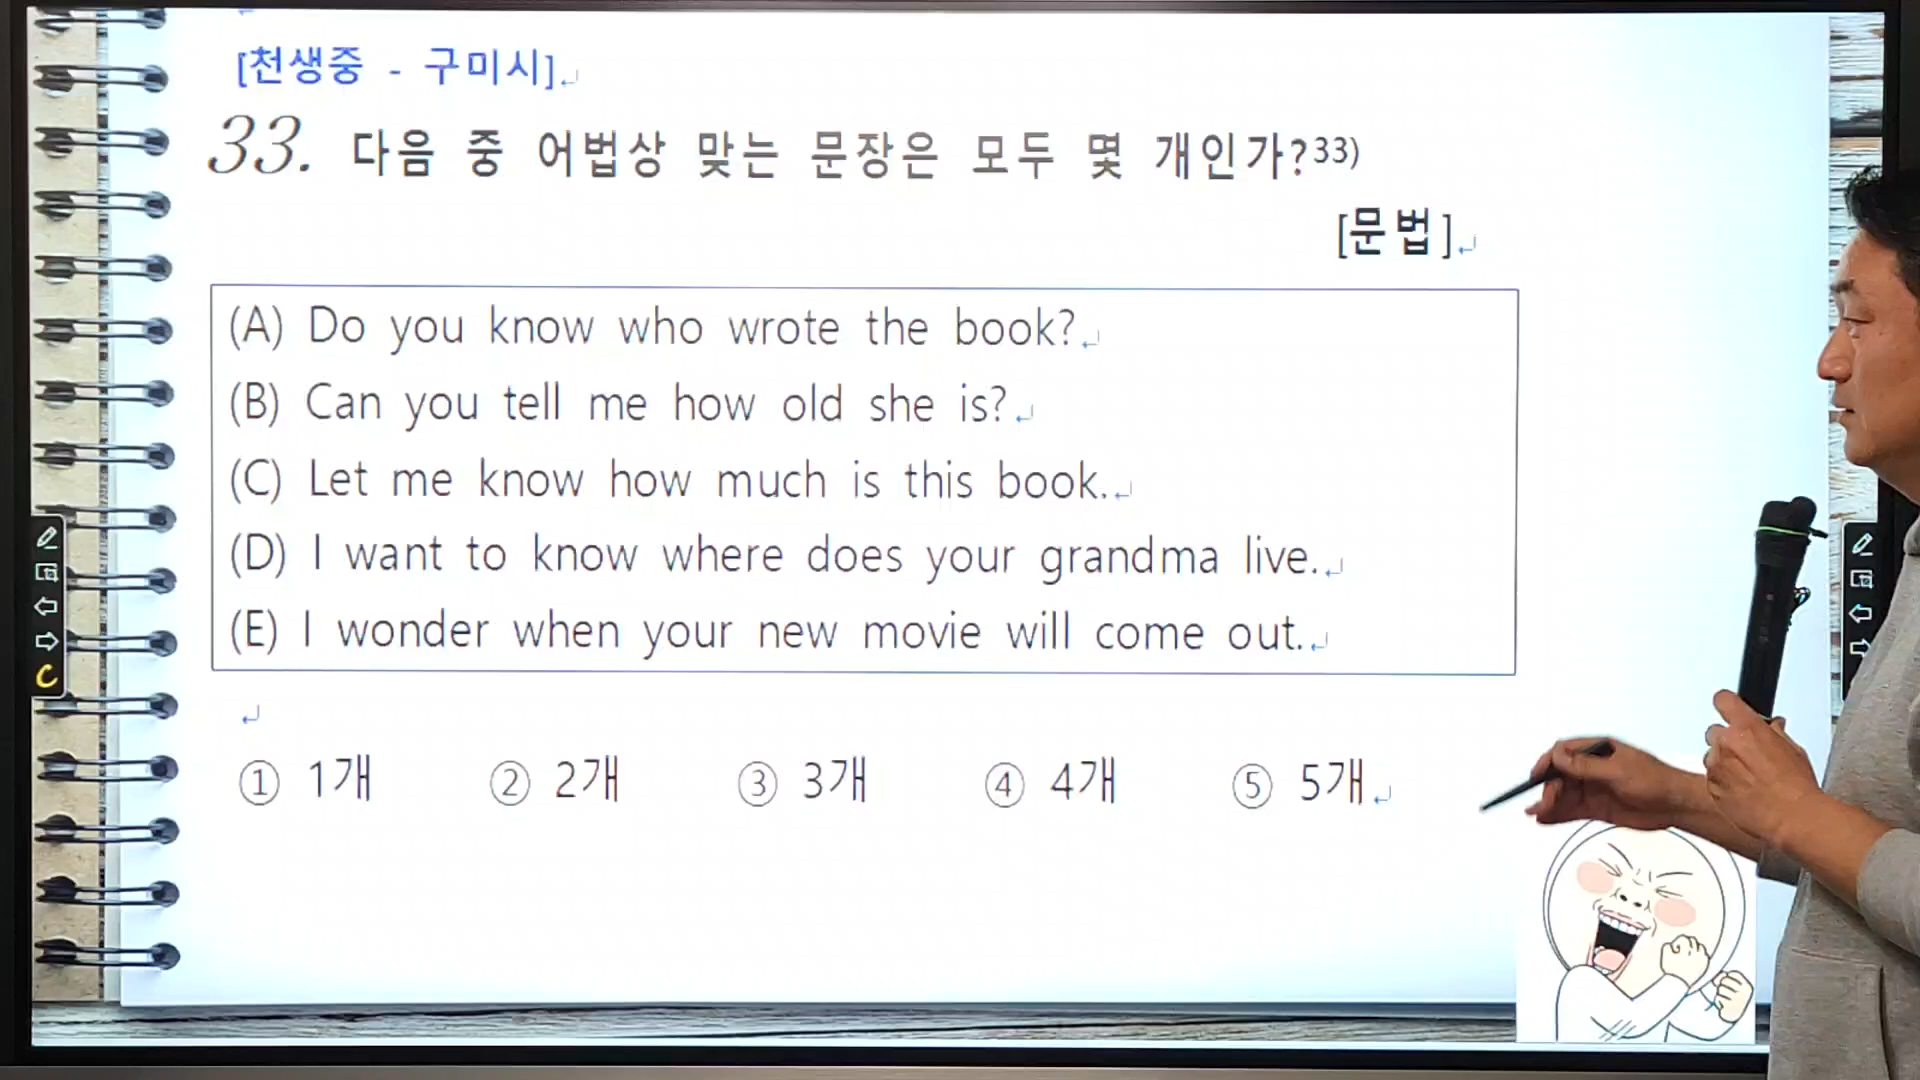 [천생중 - 구미시]
33. 다음 중 어법상 맞는 문장은 모두 몇 개인가?33)
[문법]
(A) Do you know who wrote the book?
(B) Can you tell me how old she is?
(C) Let me know how much is this book.
(D) I want to know where does your grandma live.
(E) I wonder when your new movie will come out.
① 1개 ② 2개 ③ 3개 ④ 4개 ⑤ 5개